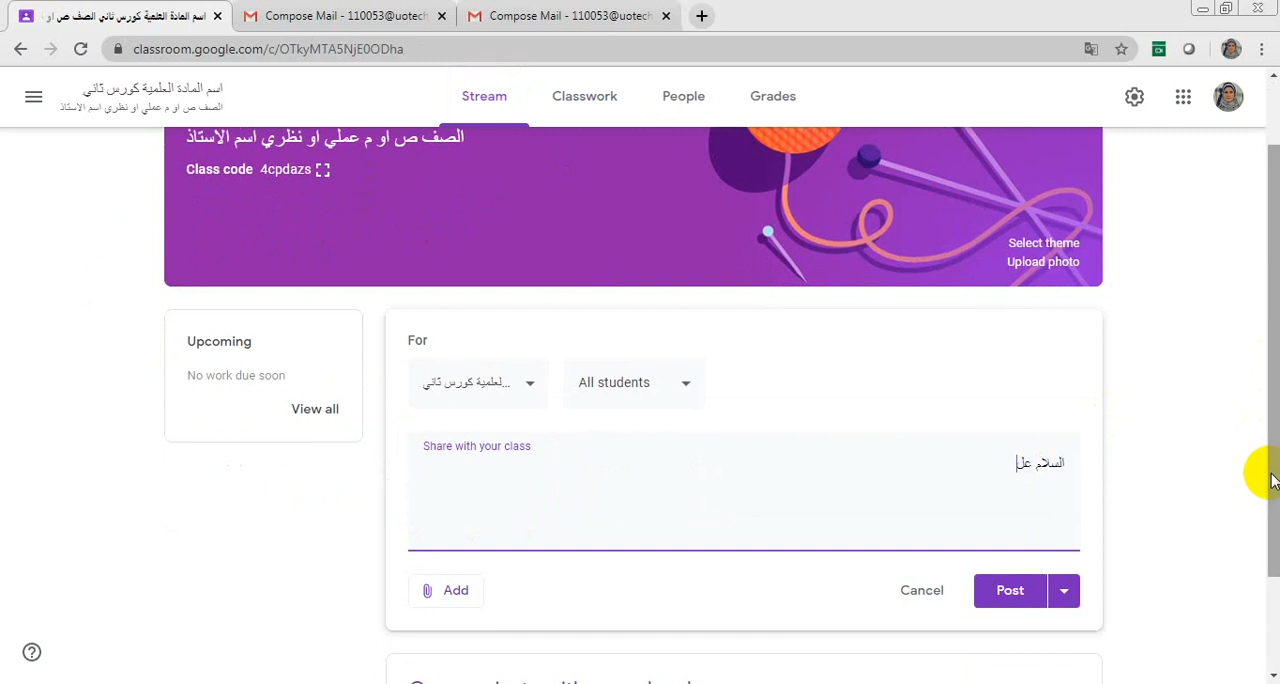 اسم المادة العلمية كورس ثاني الصف ص او
Compose Mail - 110053@uotech
Compose Mail - 110053@uotech
classroom.google.com/c/OTkyMTA5NjE0ODha
اسم المادة العلمية كورس ثاني
الصف ص او م عملي او نظري اسم الاستاذ
Stream
Classwork
People
Grades
الصف ص او م عملي او نظري اسم الاستاذ
Class code 4cpdazs
Select theme
Upload photo
Upcoming
No work due soon
View all
For
لعلمية كورس ثاني...
All students
Share with your class
السلام عل
Add
Cancel
Post